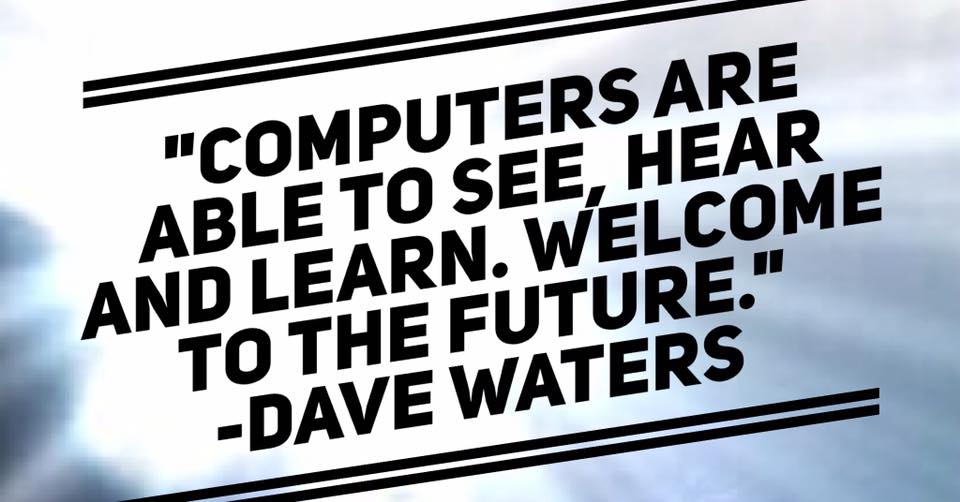 "COMPUTERS ARE
ABLE TO SEE, HEAR
AND LEARN. WELCOME
TO THE FUTURE."
-DAVE WATERS